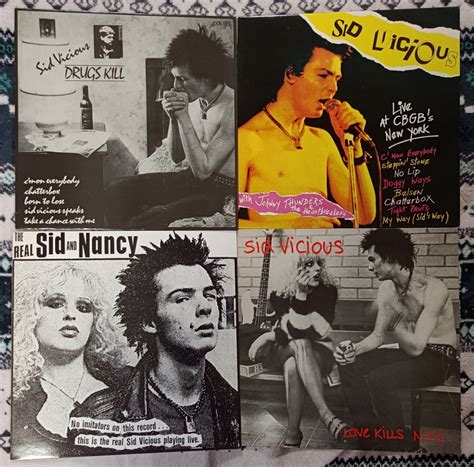 Sid Vicious
DRUGS KILL
c'mon everybody
chatterbox
born to lose
sid vicious speaks
take a chance with me
SID VICIOUS
Live
AT CBGB's
New York
C'Mon Everybody
Steppin' Stone
No Lip
Doggy Ways
Belsen
Chatterbox
Tight Pants
My Way (Sid's Way)
with Johnny Thunders
& the Heartbreakers
THE REAL SID AND NANCY
No imitators on this record . . .
this is the real Sid Vicious playing live.
Sid Vicious
LOVE KILLS N.Y.C.